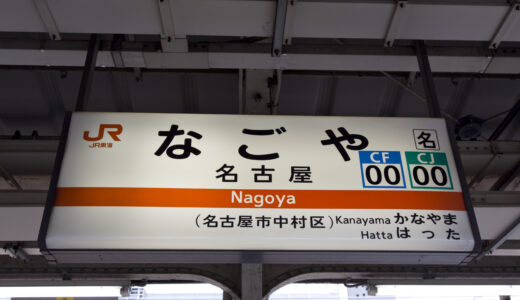 JR
JR東海
なごや
名
名古屋
CF
00
CJ
00
Nagoya
(名古屋市中村区)
Kanayama かなやま
Hatta はった